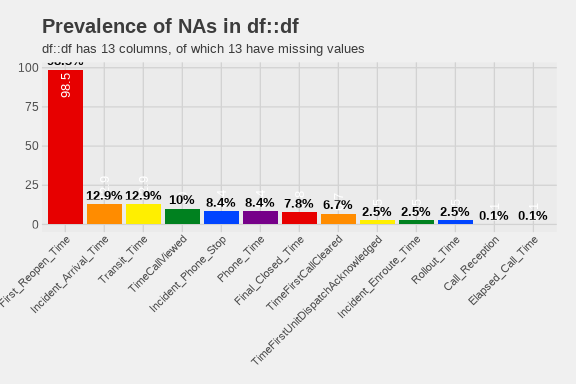 Prevalence of NAs in df::df
df::df has 13 columns, of which 13 have missing values
100
75
50
25
0
98.5%
98.5
12.9%
12.9%
10%
8.4%
8.4%
7.8%
6.7%
2.5%
2.5%
2.5%
0.1%
0.1%
First_Reopen_Time
Incident_Arrival_Time
Transit_Time
TimeCallViewed
Incident_Phone_Stop
Phone_Time
Final_Closed_Time
TimeFirstCallCleared
TimeFirstUnitDispatchAcknowledged
Incident_Enroute_Time
Rollout_Time
Call_Reception
Elapsed_Call_Time